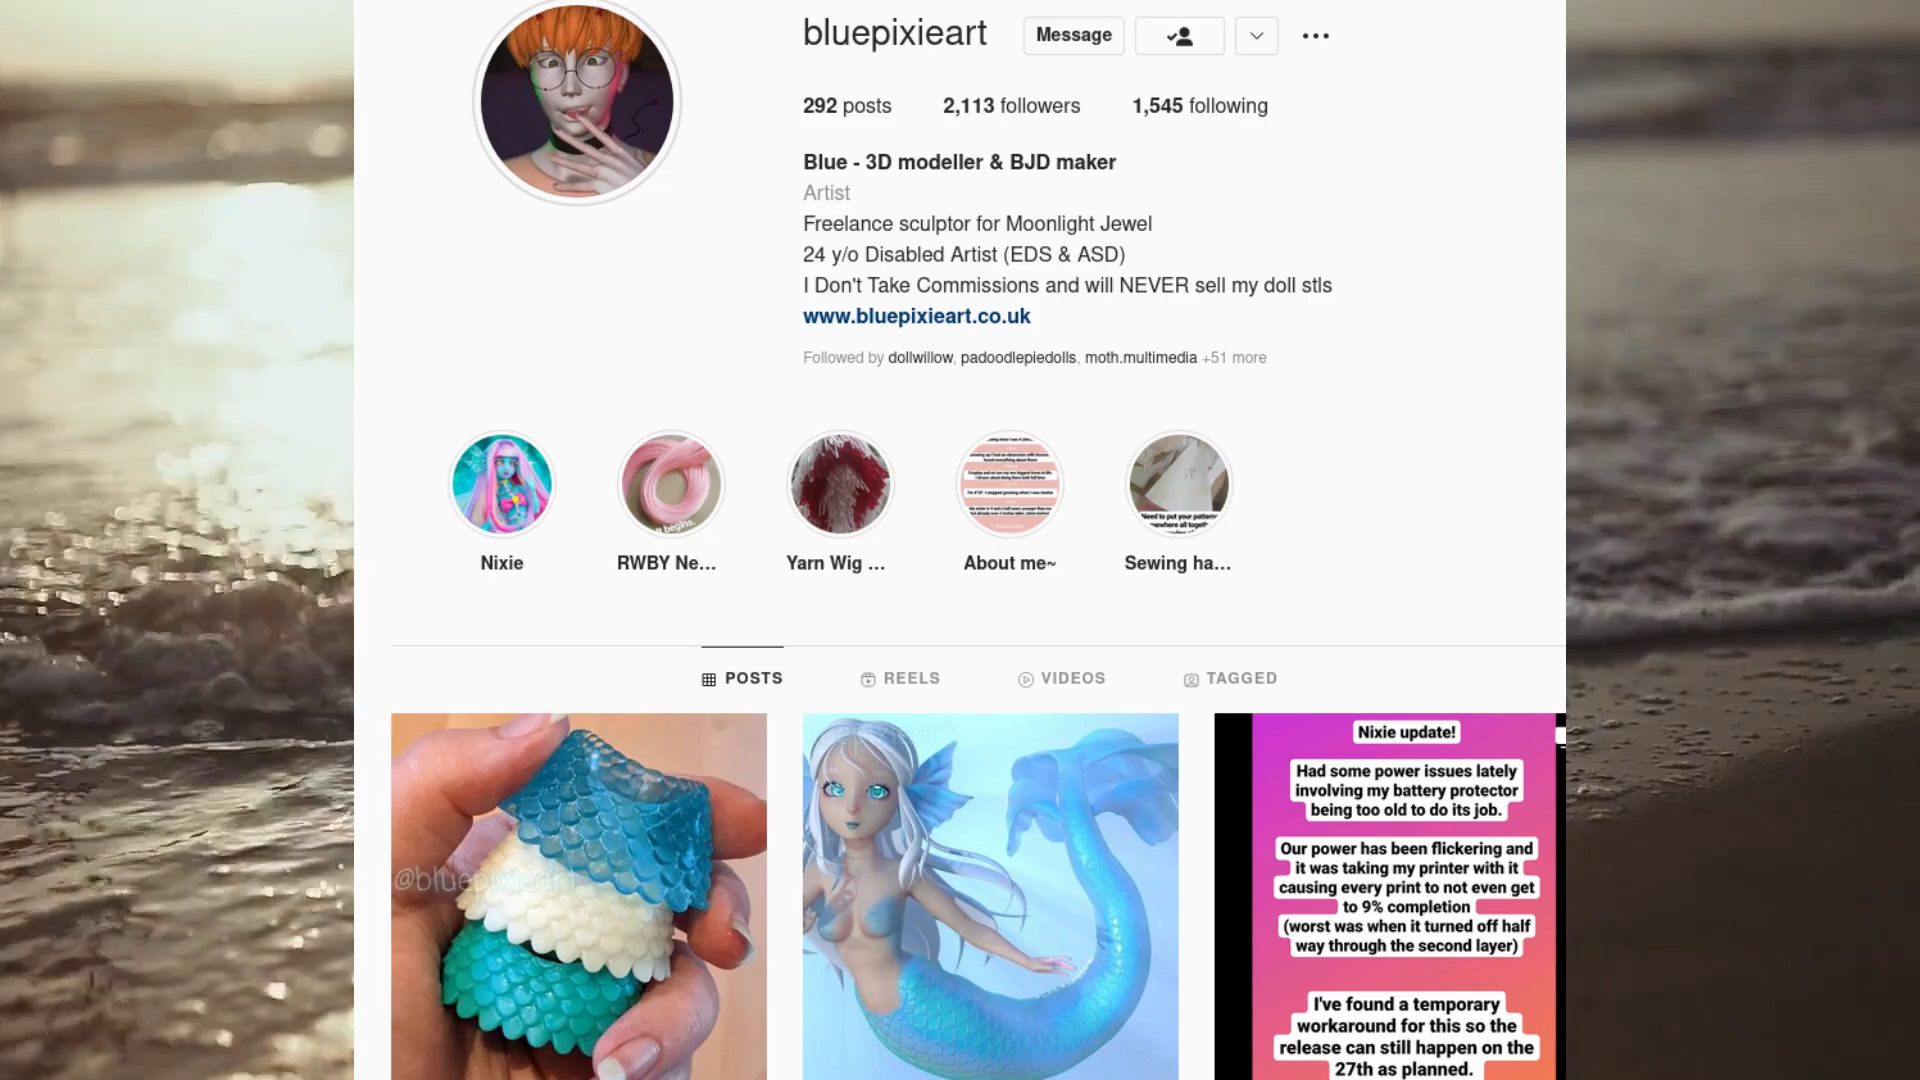 bluepixieart
Message
292 posts 2,113 followers 1,545 following
Blue - 3D modeller & BJD maker
Artist
Freelance sculptor for Moonlight Jewel
24 y/o Disabled Artist (EDS & ASD)
I Don't Take Commissions and will NEVER sell my doll stls
www.bluepixieart.co.uk
Followed by dollwillow, padoodlepiedolls, moth.multimedia +51 more
begins.
Need to put your patterns
Nixie
RWBY Ne...
Yarn Wig ...
About me~
Sewing ha...
POSTS REELS VIDEOS TAGGED
@bluepixieart
Nixie update!
Had some power issues lately
involving my battery protector
being too old to do its job.
Our power has been flickering and
it was taking my printer with it
causing every print to not even get
to 9% completion
(worst was when it turned off half
way through the second layer)
I've found a temporary
workaround for this so the
release can still happen on the
27th as planned.